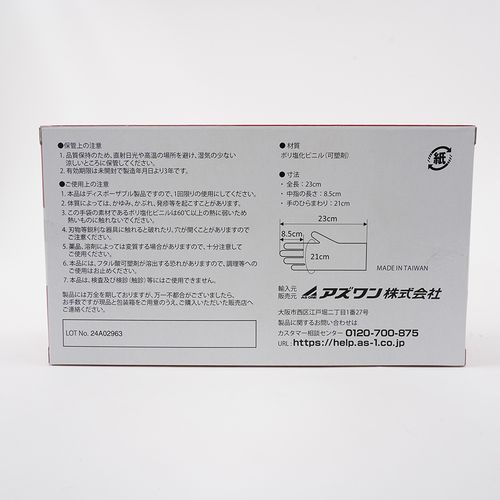 ●保管上の注意
1. 品質保持のため、直射日光や高温の場所を避け、湿気の少ない
涼しいところに保管してください。
2. 有効期限は未開封で製造年月日より3年です。
●ご使用上の注意
1. 本品はディスポーザブル製品ですので、1回限りの使用にしてください。
2. 体質によっては、かゆみ、かぶれ、発疹等を起こすことがあります。
3. この手袋の素材であるポリ塩化ビニルは60℃以上の熱に弱いため
熱いものに触れないでください。
4. 刃物等鋭利な器具に触れると破れたり、穴が開くことがありますので
ご注意ください。
5. 薬品、溶剤によっては変質する場合がありますので、十分注意して
ご使用ください。
6. 本品には、フタル酸可塑剤が溶出する恐れがありますので、調理等への
ご使用はお止めください。
7. 本品は、検査及び検診(触診)等にはご使用できません。
製品には万全を期しておりますが、万一不都合がございましたら、
お手数ですが現品と包装箱をご用意のうえ、ご購入いただいた販売店へ
ご連絡ください。
LOT No. 24A02963
●材質
ポリ塩化ビニル(可塑剤)
●寸法
・全長:23cm
・中指の長さ:8.5cm
・手のひらまわり:21cm
23cm
8.5cm
21cm
MADE IN TAIWAN
輸入元
販売元
アズワン株式会社
大阪市西区江戸堀二丁目1番27号
製品に関するお問い合わせは
カスタマー相談センター 0120-700-875
URL:https://help.as-1.co.jp
紙